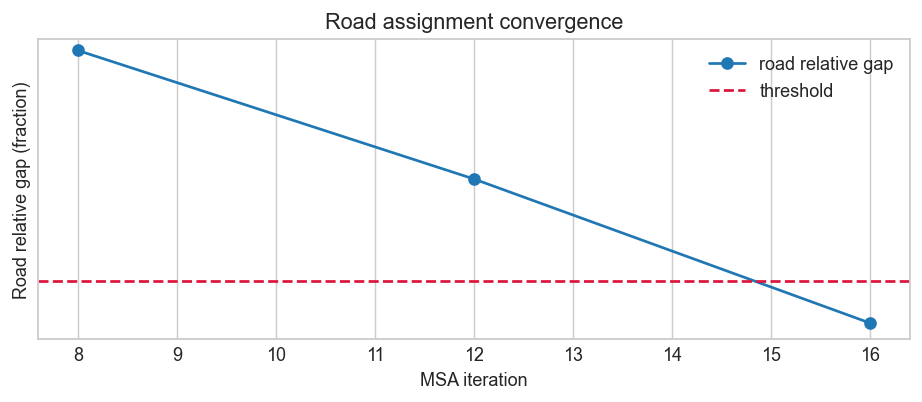 Road assignment convergence
Road relative gap (fraction)
road relative gap
threshold
8 9 10 11 12 13 14 15 16
MSA iteration